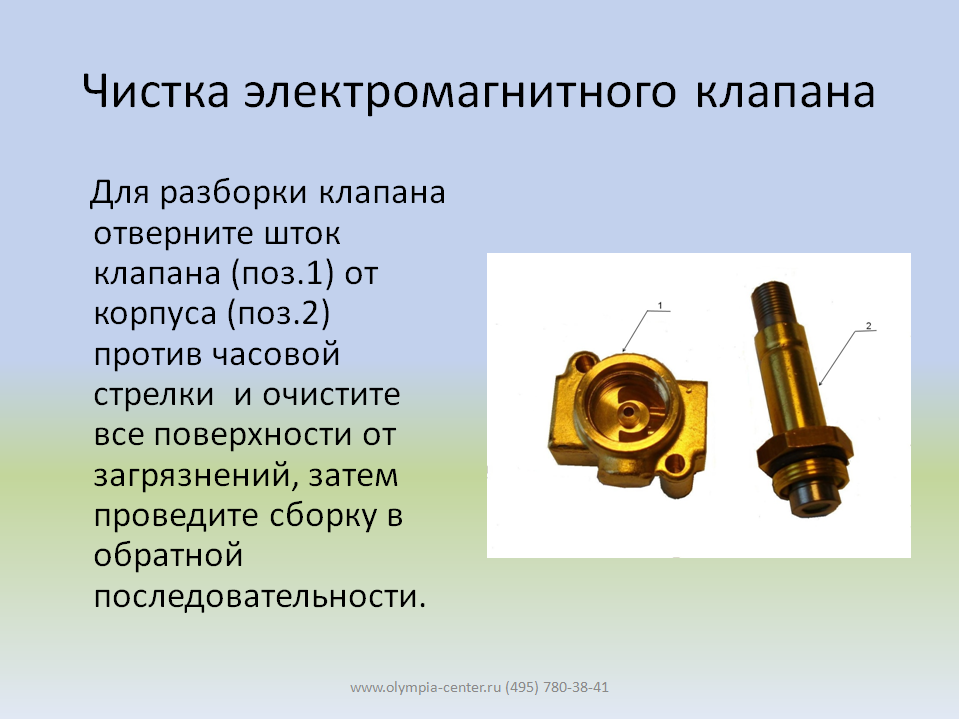 Чистка электромагнитного клапана
Для разборки клапана
отверните шток
клапана (поз.1) от
корпуса (поз.2)
против часовой
стрелки  и очистите
все поверхности от
загрязнений, затем
проведите сборку в
обратной
последовательности.
1
2
www.olympia-center.ru (495) 780-38-41